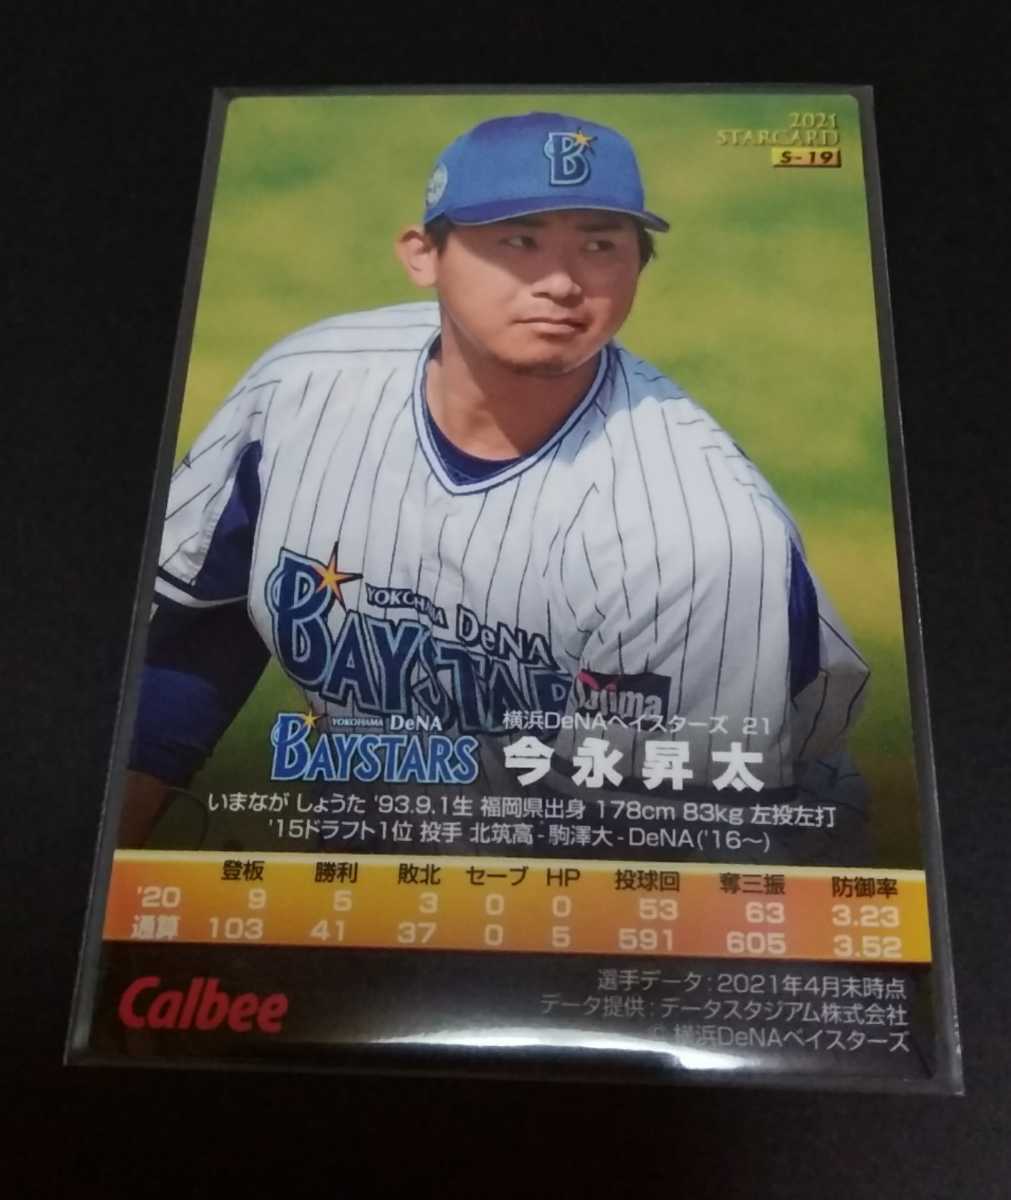 2021
STARCARD
S-19
B
YOKOHAMA DeNA
BAYSTAR
jima
YOKOHAMA DeNA
BAYSTARS
横浜DeNAベイスターズ 21
今永昇太
いまなが しょうた '93.9.1生 福岡県出身 178cm 83kg 左投左打
'15ドラフト1位 投手 北筑高-駒澤大-DeNA('16〜)
登板 勝利 敗北 セーブ HP 投球回 奪三振 防御率
'20 9 5 3 0 0 53 63 3.23
通算 103 41 37 0 5 591 605 3.52
Calbee
選手データ:2021年4月末時点
データ提供:データスタジアム株式会社
© 横浜DeNAベイスターズ